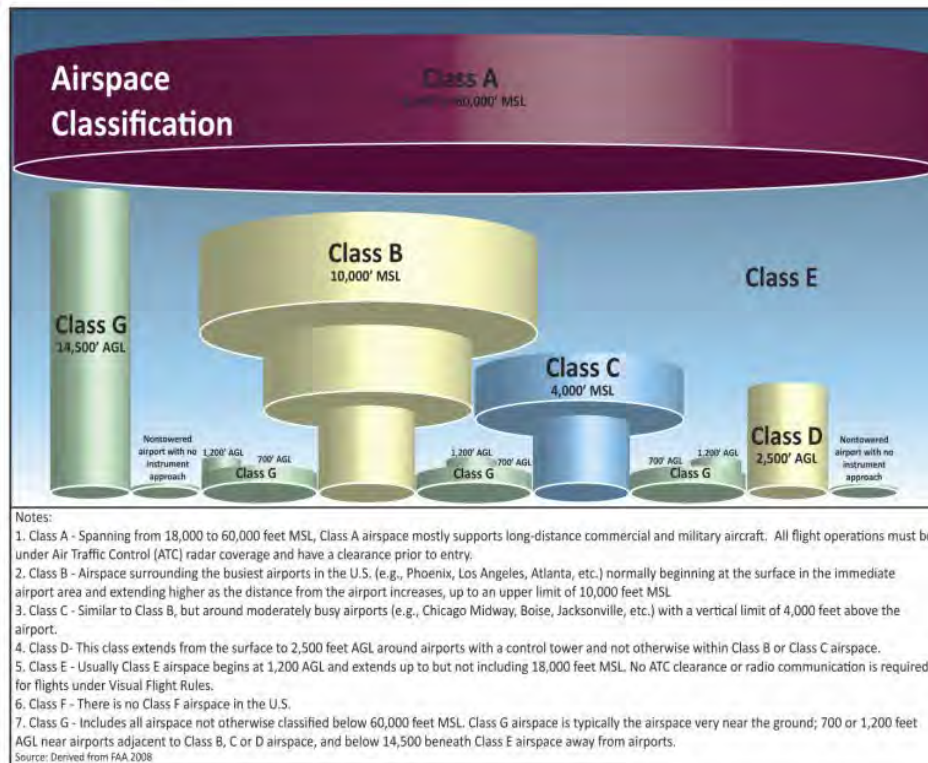 Airspace
Classification
Class A
60,000' MSL
Class B
10,000' MSL
Class E
Class G
14,500' AGL
Class C
4,000' MSL
Class D
2,500' AGL
Nontowered
airport with no
instrument
approach
1,200' AGL
700' AGL
Class G
1,200' AGL
700' AGL
Class G
700' AGL
1,200' AGL
Class G
Nontowered
airport with no
instrument
approach
Notes:
1. Class A - Spanning from 18,000 to 60,000 feet MSL, Class A airspace mostly supports long-distance commercial and military aircraft. All flight operations must be
under Air Traffic Control (ATC) radar coverage and have a clearance prior to entry.
2. Class B - Airspace surrounding the busiest airports in the U.S. (e.g., Phoenix, Los Angeles, Atlanta, etc.) normally beginning at the surface in the immediate
airport area and extending higher as the distance from the airport increases, up to an upper limit of 10,000 feet MSL
3. Class C - Similar to Class B, but around moderately busy airports (e.g., Chicago Midway, Boise, Jacksonville, etc.) with a vertical limit of 4,000 feet above the
airport.
4. Class D- This class extends from the surface to 2,500 feet AGL around airports with a control tower and not otherwise within Class B or Class C airspace.
5. Class E - Usually Class E airspace begins at 1,200 AGL and extends up to but not including 18,000 feet MSL. No ATC clearance or radio communication is required
for flights under Visual Flight Rules.
6. Class F - There is no Class F airspace in the U.S.
7. Class G - Includes all airspace not otherwise classified below 60,000 feet MSL. Class G airspace is typically the airspace very near the ground; 700 or 1,200 feet
AGL near airports adjacent to Class B, C or D airspace, and below 14,500 beneath Class E airspace away from airports.
Source: Derived from FAA 2008